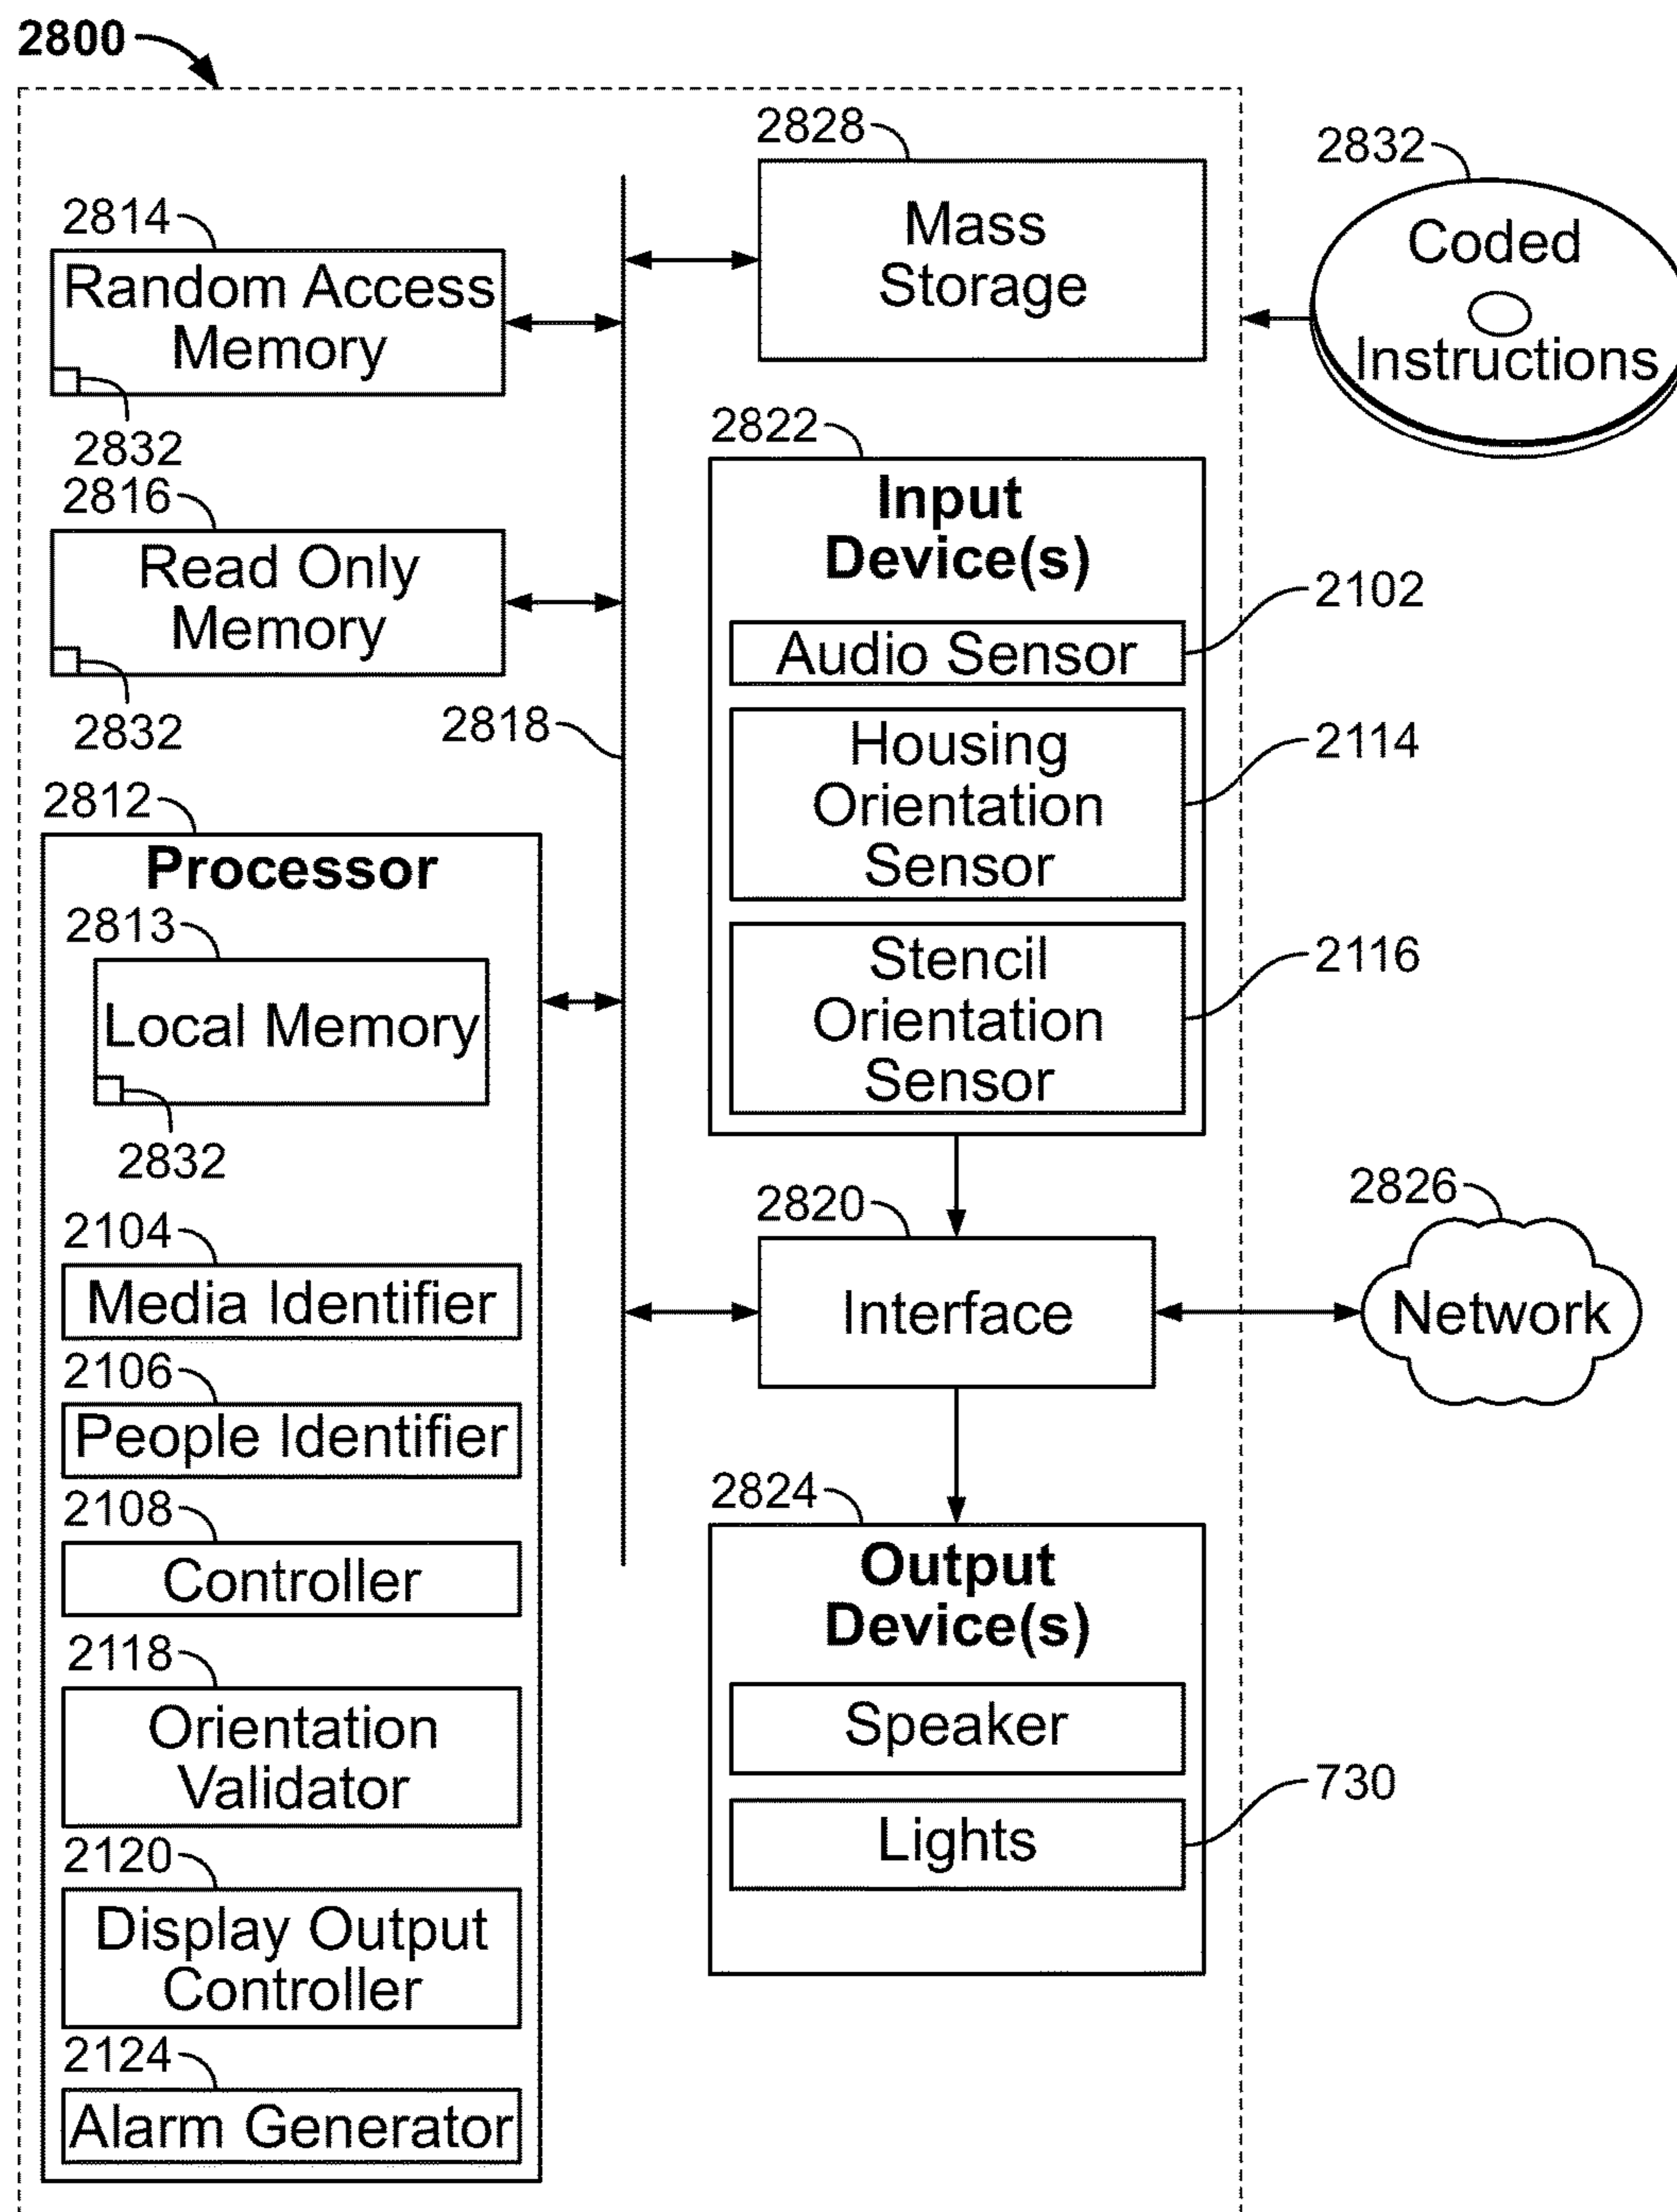 2800
2828
Mass
Storage
2832
Coded
Instructions
2814
Random Access
Memory
2832
2816
Read Only
Memory
2832
2818
2822
Input
Device(s)
Audio Sensor
2102
Housing
Orientation
Sensor
2114
Stencil
Orientation
Sensor
2116
2812
Processor
2813
Local Memory
2832
2104
Media Identifier
2106
People Identifier
2108
Controller
2118
Orientation
Validator
2120
Display Output
Controller
2124
Alarm Generator
2820
Interface
2826
Network
2824
Output
Device(s)
Speaker
Lights
730